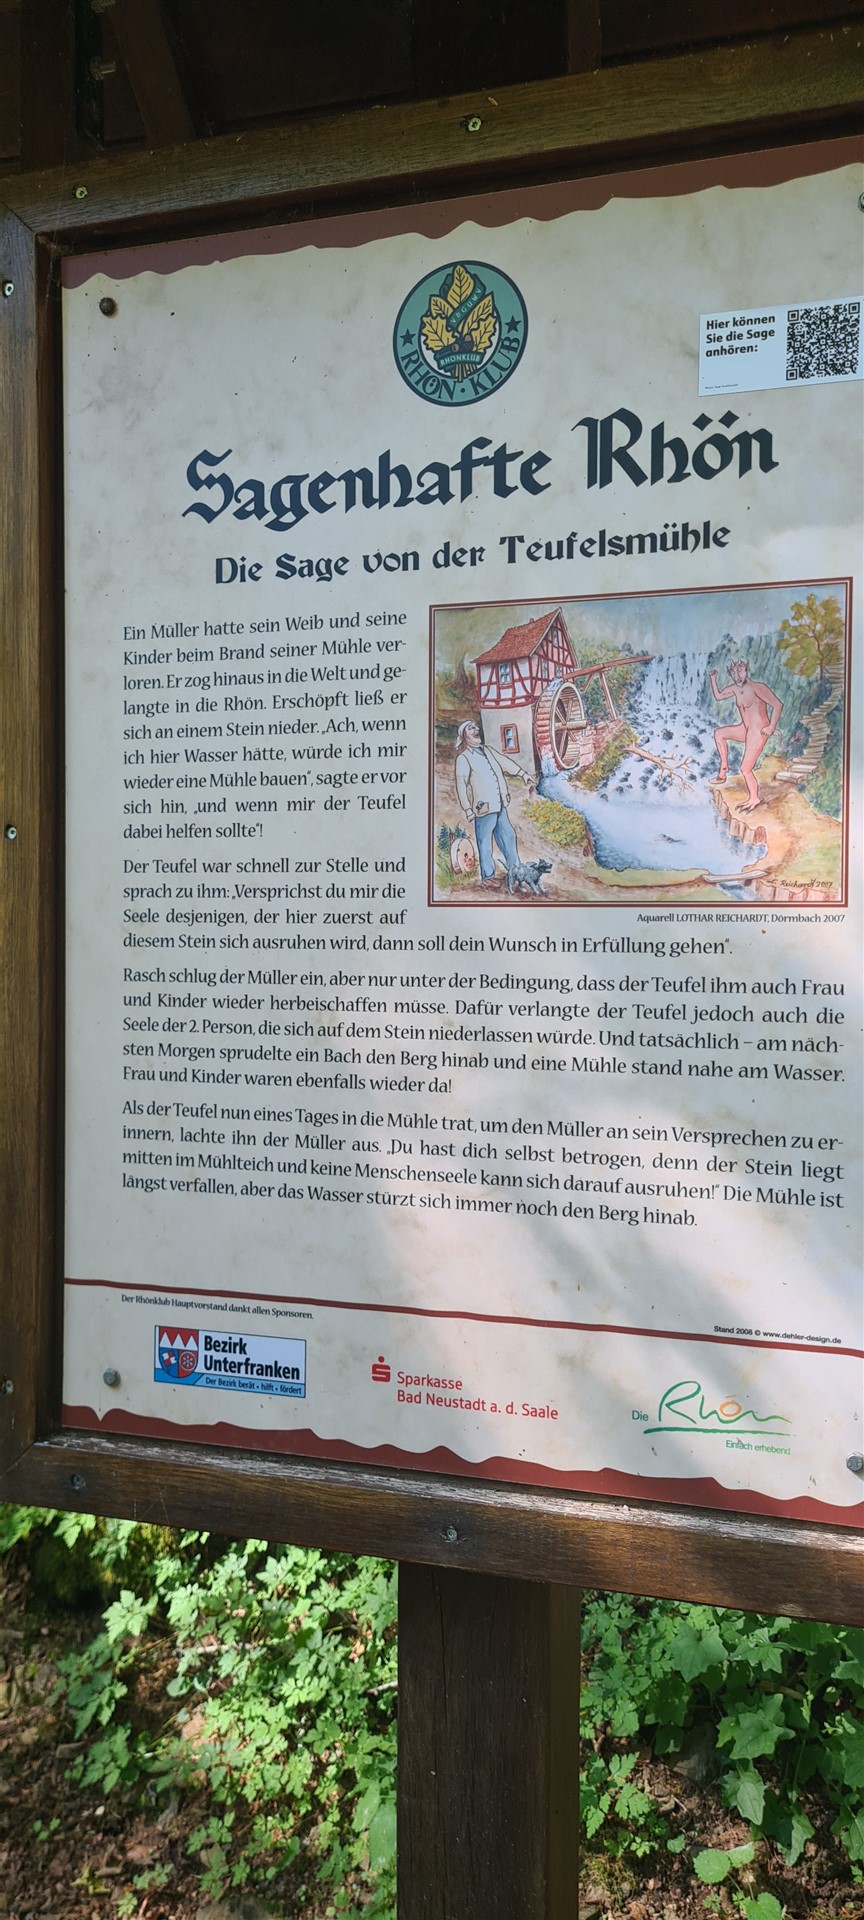 VDGUWV
RHÖNKLUB
RHÖN · KLUB
Hier können
Sie die Sage
anhören:
Sagenhafte Rhön
Die Sage von der Teufelsmühle
Ein Müller hatte sein Weib und seine
Kinder beim Brand seiner Mühle ver-
loren. Er zog hinaus in die Welt und ge-
langte in die Rhön. Erschöpft ließ er
sich an einem Stein nieder. „Ach, wenn
ich hier Wasser hätte, würde ich mir
wieder eine Mühle bauen“, sagte er vor
sich hin, „und wenn mir der Teufel
dabei helfen sollte“!
Der Teufel war schnell zur Stelle und
sprach zu ihm: „Versprichst du mir die
Seele desjenigen, der hier zuerst auf
diesem Stein sich ausruhen wird, dann soll dein Wunsch in Erfüllung gehen“.
L. Reichardt 2007
Aquarell LOTHAR REICHARDT, Dörmbach 2007
Rasch schlug der Müller ein, aber nur unter der Bedingung, dass der Teufel ihm auch Frau
und Kinder wieder herbeischaffen müsse. Dafür verlangte der Teufel jedoch auch die
Seele der 2. Person, die sich auf dem Stein niederlassen würde. Und tatsächlich – am näch-
sten Morgen sprudelte ein Bach den Berg hinab und eine Mühle stand nahe am Wasser.
Frau und Kinder waren ebenfalls wieder da!
Als der Teufel nun eines Tages in die Mühle trat, um den Müller an sein Versprechen zu er-
innern, lachte ihn der Müller aus. „Du hast dich selbst betrogen, denn der Stein liegt
mitten im Mühlteich und keine Menschenseele kann sich darauf ausruhen!“ Die Mühle ist
längst verfallen, aber das Wasser stürzt sich immer noch den Berg hinab.
Der Rhönklub Hauptvorstand dankt allen Sponsoren.
Stand 2008 © www.dehler-design.de
Bezirk
Unterfranken
Der Bezirk berät • hilft • fördert
Sparkasse
Bad Neustadt a. d. Saale
Die Rhön
Einfach erhebend